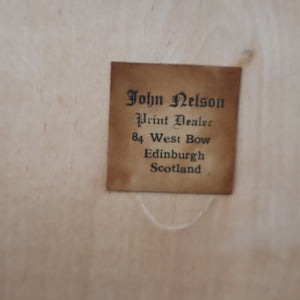 John Nelson
Print Dealer
84 West Bow
Edinburgh
Scotland